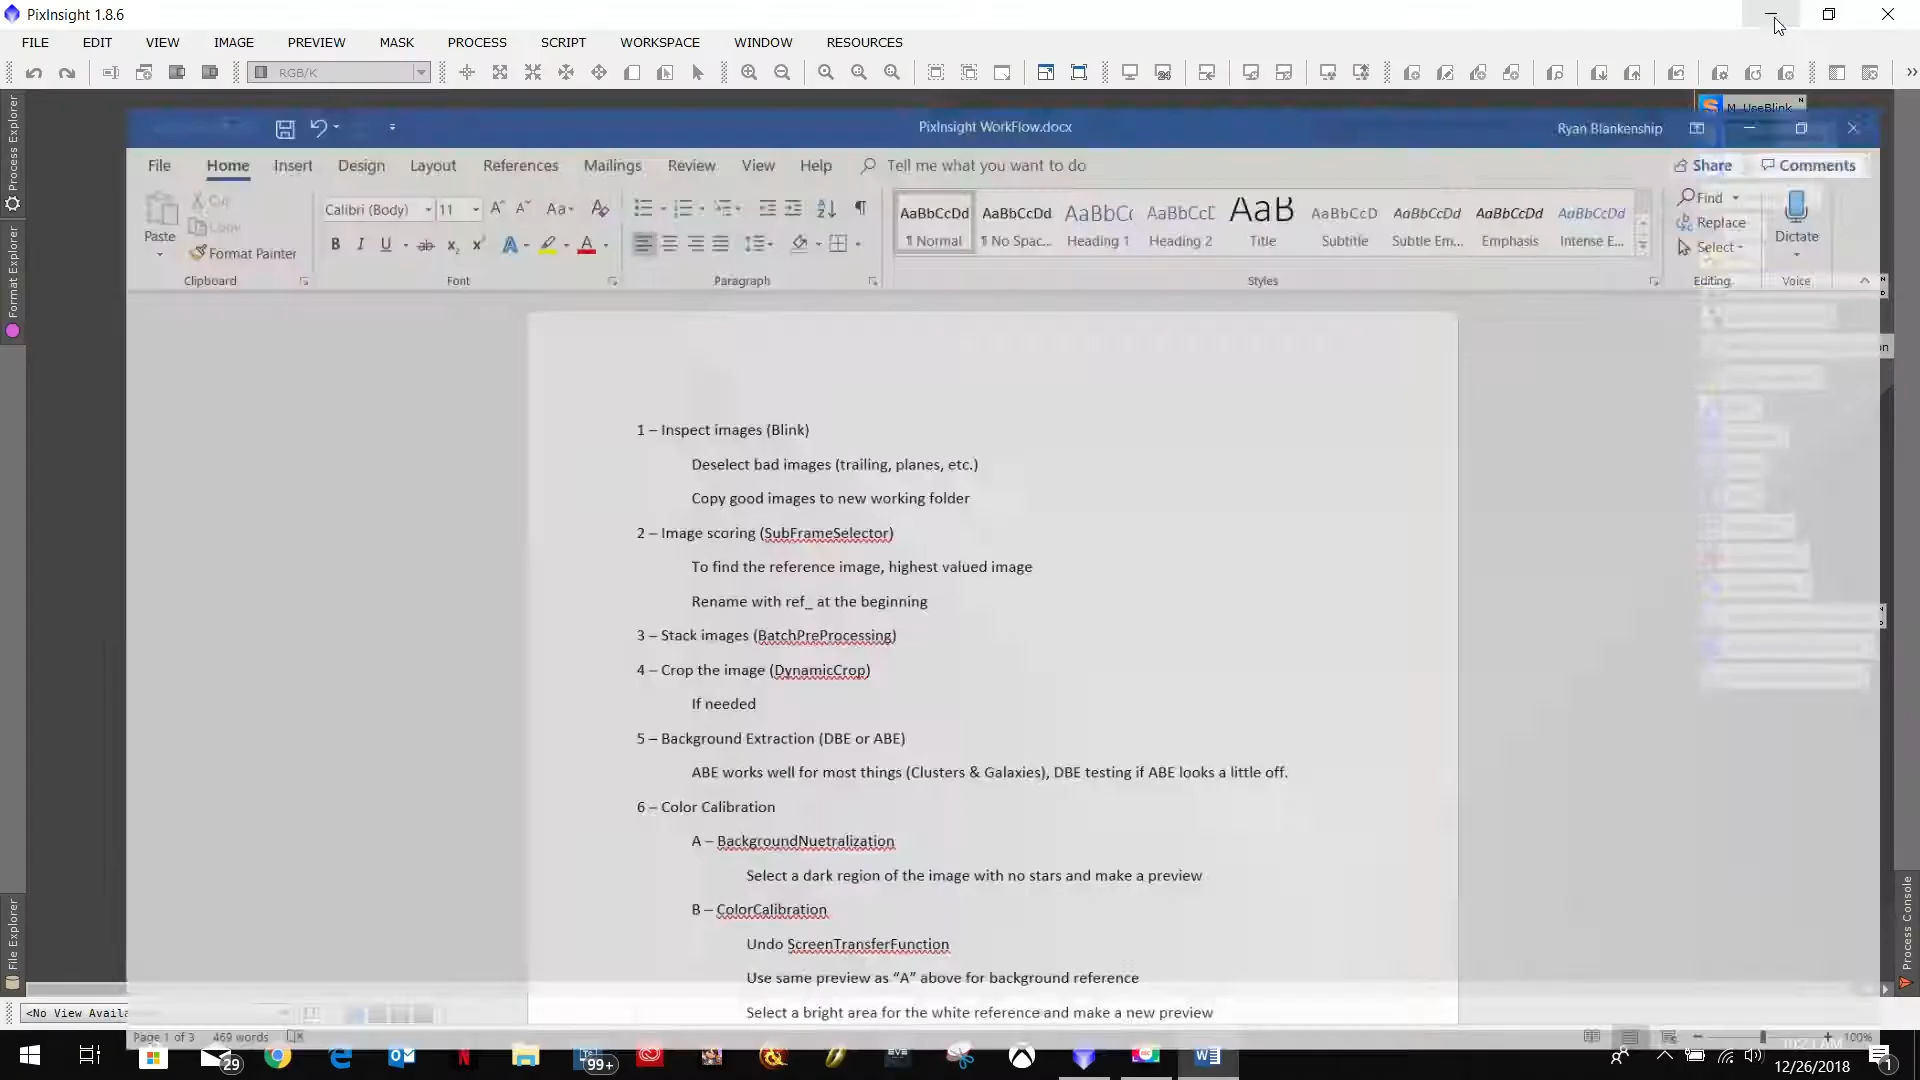 PixInsight 1.8.6
FILE EDIT VIEW IMAGE PREVIEW MASK PROCESS SCRIPT WORKSPACE WINDOW RESOURCES
RGB/K
Process Explorer
Format Explorer
File Explorer
Process Console
M_UseBlink
PixInsight WorkFlow.docx
Ryan Blankenship
File Home Insert Design Layout References Mailings Review View Help Tell me what you want to do
Share Comments
Paste
Cut
Copy
Format Painter
Clipboard
Calibri (Body) 11
Font
Paragraph
AaBbCcDd AaBbCcDd AaBbCc AaBbCcC AaB AaBbCcD AaBbCcDd AaBbCcDd AaBbCcDd
¶ Normal ¶ No Spac... Heading 1 Heading 2 Title Subtitle Subtle Em... Emphasis Intense E...
Styles
Find
Replace
Select
Editing
Dictate
Voice
1 – Inspect images (Blink)
Deselect bad images (trailing, planes, etc.)
Copy good images to new working folder
2 – Image scoring (SubFrameSelector)
To find the reference image, highest valued image
Rename with ref_ at the beginning
3 – Stack images (BatchPreProcessing)
4 – Crop the image (DynamicCrop)
If needed
5 – Background Extraction (DBE or ABE)
ABE works well for most things (Clusters & Galaxies), DBE testing if ABE looks a little off.
6 – Color Calibration
A – BackgroundNuetralization
Select a dark region of the image with no stars and make a preview
B – ColorCalibration
Undo ScreenTransferFunction
Use same preview as “A” above for background reference
Select a bright area for the white reference and make a new preview
<No View Availa
Page 1 of 3 469 words
100%
29
99+
EVE
12/26/2018
1